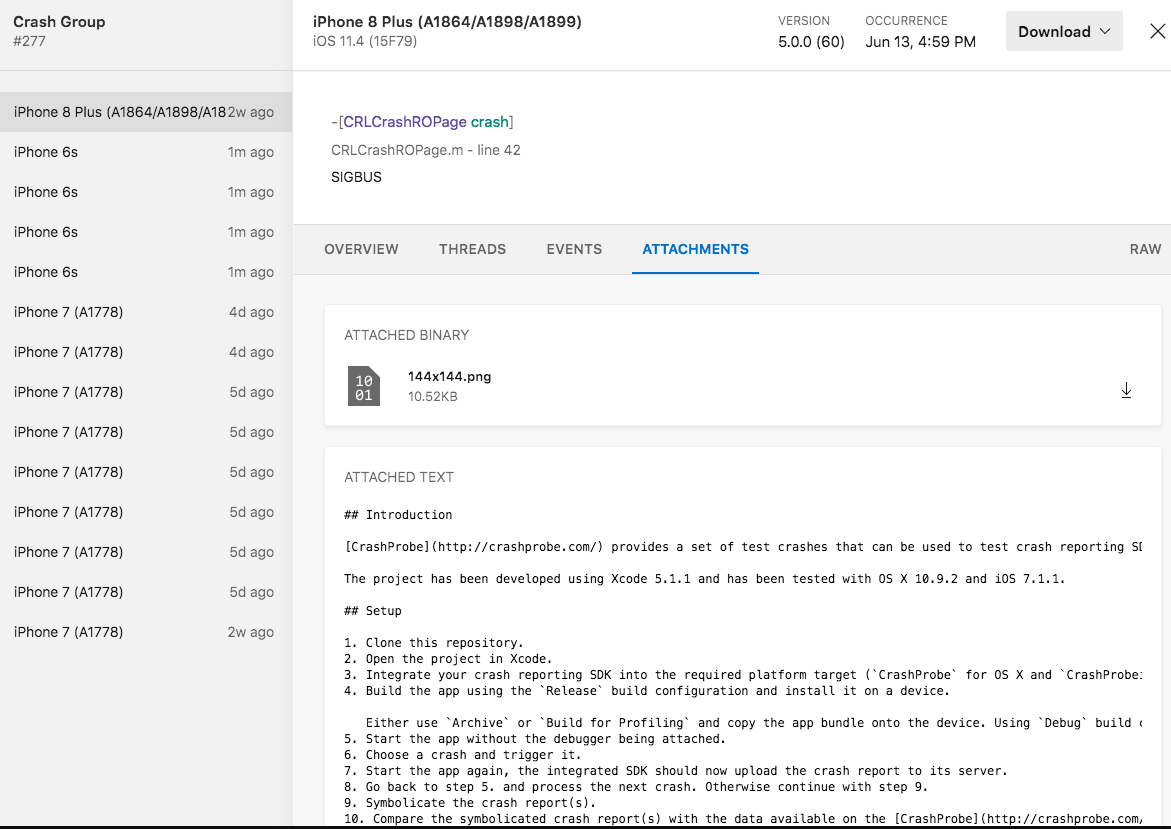 Crash Group
#277
iPhone 8 Plus (A1864/A1898/A18 2w ago
iPhone 6s 1m ago
iPhone 6s 1m ago
iPhone 6s 1m ago
iPhone 6s 1m ago
iPhone 7 (A1778) 4d ago
iPhone 7 (A1778) 4d ago
iPhone 7 (A1778) 5d ago
iPhone 7 (A1778) 5d ago
iPhone 7 (A1778) 5d ago
iPhone 7 (A1778) 5d ago
iPhone 7 (A1778) 5d ago
iPhone 7 (A1778) 5d ago
iPhone 7 (A1778) 2w ago
iPhone 8 Plus (A1864/A1898/A1899)
iOS 11.4 (15F79)
VERSION
5.0.0 (60)
OCCURRENCE
Jun 13, 4:59 PM
Download
-[CRLCrashROPage crash]
CRLCrashROPage.m - line 42
SIGBUS
OVERVIEW THREADS EVENTS ATTACHMENTS RAW
ATTACHED BINARY
10
01
144x144.png
10.52KB
ATTACHED TEXT
## Introduction
[CrashProbe](http://crashprobe.com/) provides a set of test crashes that can be used to test crash reporting
The project has been developed using Xcode 5.1.1 and has been tested with OS X 10.9.2 and iOS 7.1.1.
## Setup
1. Clone this repository.
2. Open the project in Xcode.
3. Integrate your crash reporting SDK into the required platform target (`CrashProbe` for OS X and `CrashProbe
4. Build the app using the `Release` build configuration and install it on a device.
Either use `Archive` or `Build for Profiling` and copy the app bundle onto the device. Using `Debug` build
5. Start the app without the debugger being attached.
6. Choose a crash and trigger it.
7. Start the app again, the integrated SDK should now upload the crash report to its server.
8. Go back to step 5. and process the next crash. Otherwise continue with step 9.
9. Symbolicate the crash report(s).
10. Compare the symbolicated crash report(s) with the data available on the [CrashProbe](http://crashprobe.com/